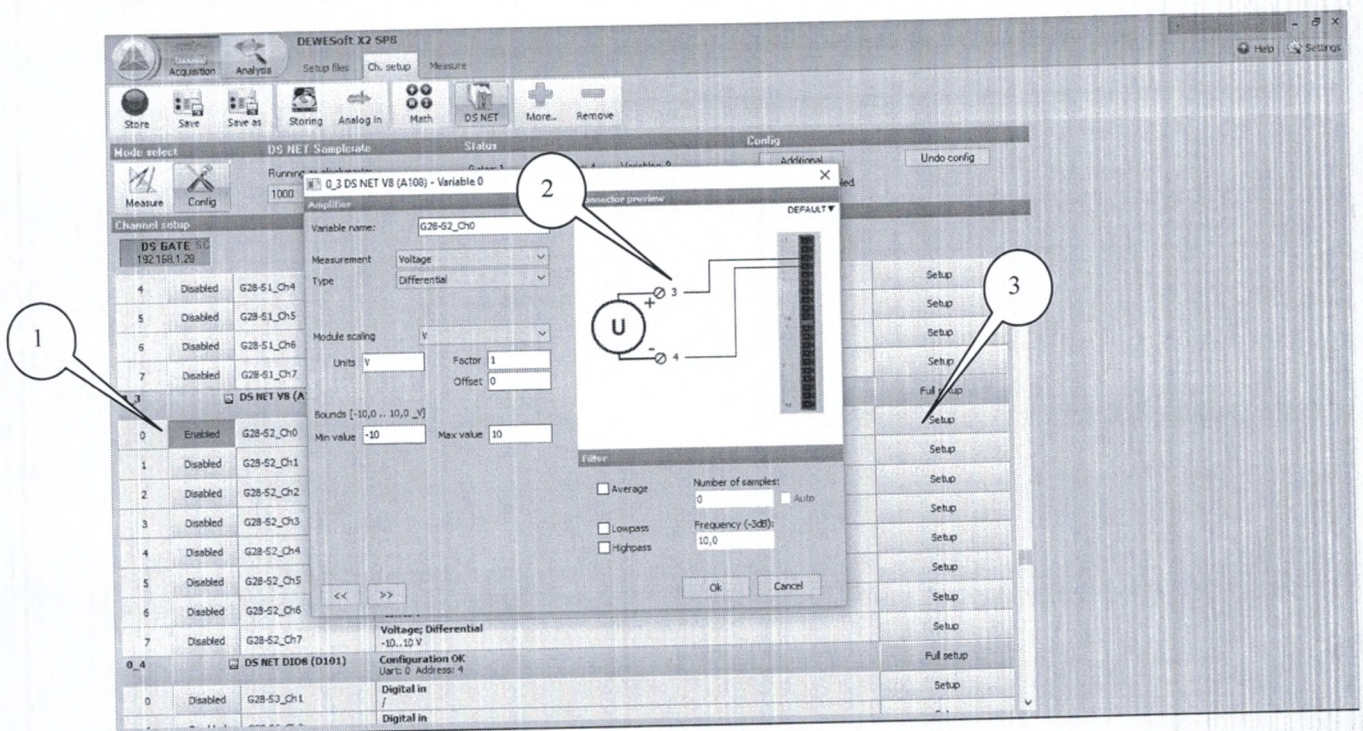 DEWESoft X2 SP8
Help Settings
Acquisition Analysis Setup files Ch. setup Measure
Store Save Save as Storing Analog in Math DS NET More... Remove
Mode select DS NET Samplerate Status Config
Measure Config
1000
Additional
Undo config
Channel setup
DS GATE
192.168.1.28
0_3 DS NET V8 (A108) - Variable 0
Amplifier
Connector preview
DEFAULT
Variable name: G28-S2_Ch0
Measurement Voltage
Type Differential
Module scaling V
Units V Factor 1
Offset 0
Bounds [-10,0 .. 10,0 _V]
Min value -10 Max value 10
U
+ 3
- 4
Filter
Average Number of samples:
0 Auto
Lowpass Frequency (-3dB):
Highpass 10,0
<< >> Ok Cancel
1
2
3
4 Disabled G28-S1_Ch4 Setup
5 Disabled G28-S1_Ch5 Setup
6 Disabled G28-S1_Ch6 Setup
7 Disabled G28-S1_Ch7 Setup
DS NET V8 Full setup
0 Enabled G28-S2_Ch0 Setup
1 Disabled G28-S2_Ch1 Setup
2 Disabled G28-S2_Ch2 Setup
3 Disabled G28-S2_Ch3 Setup
4 Disabled G28-S2_Ch4 Setup
5 Disabled G28-S2_Ch5 Setup
6 Disabled G28-S2_Ch6 Setup
7 Disabled G28-S2_Ch7 Voltage; Differential Setup
-10..10 V
0_4 DS NET DIO8 (D101) Configuration OK Full setup
Uart: 0 Address: 4
0 Disabled G28-S3_Ch1 Digital in Setup
/
Digital in